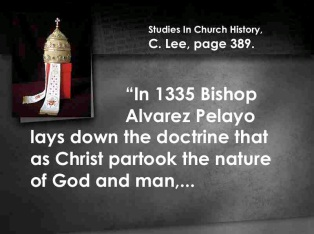 Studies In Church History,
C. Lee, page 389.
“In 1335 Bishop
Alvarez Pelayo
lays down the doctrine that
as Christ partook the nature
of God and man,...